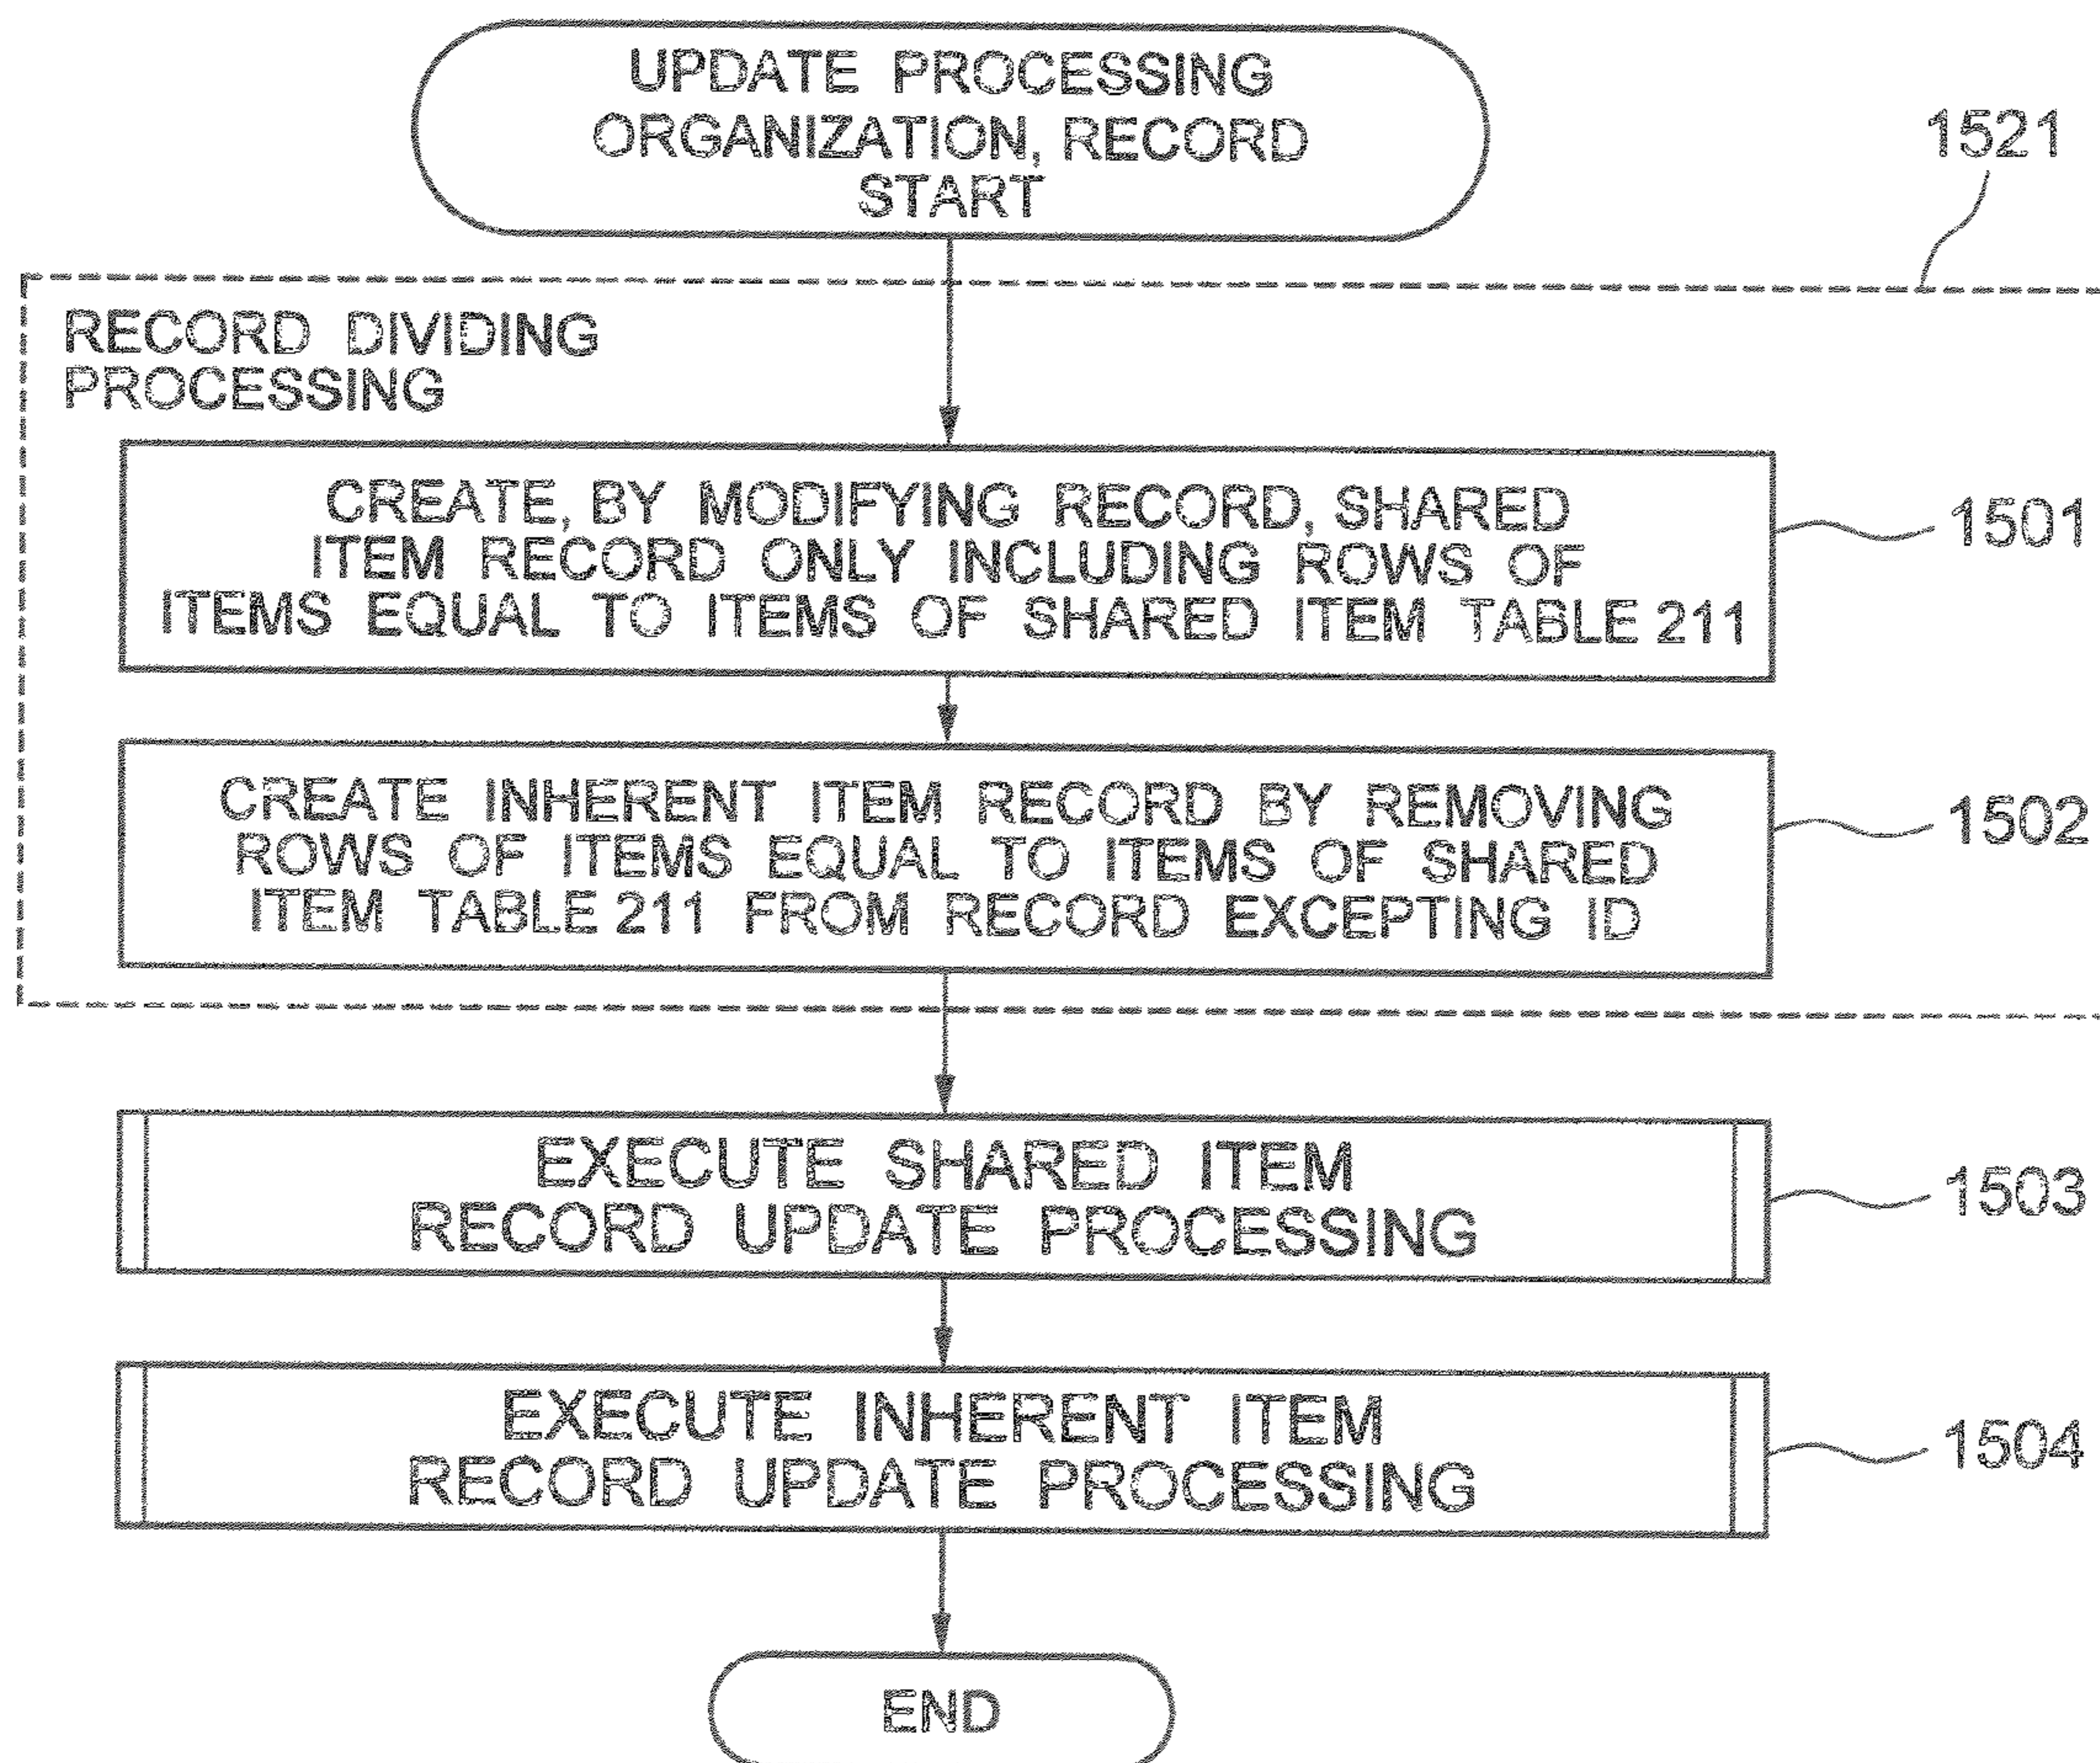 UPDATE PROCESSING
ORGANIZATION, RECORD
START
1521
RECORD DIVIDING
PROCESSING
CREATE, BY MODIFYING RECORD, SHARED
ITEM RECORD ONLY INCLUDING ROWS OF
ITEMS EQUAL TO ITEMS OF SHARED ITEM TABLE 211
1501
CREATE INHERENT ITEM RECORD BY REMOVING
ROWS OF ITEMS EQUAL TO ITEMS OF SHARED
ITEM TABLE 211 FROM RECORD EXCEPTING ID
1502
EXECUTE SHARED ITEM
RECORD UPDATE PROCESSING
1503
EXECUTE INHERENT ITEM
RECORD UPDATE PROCESSING
1504
END